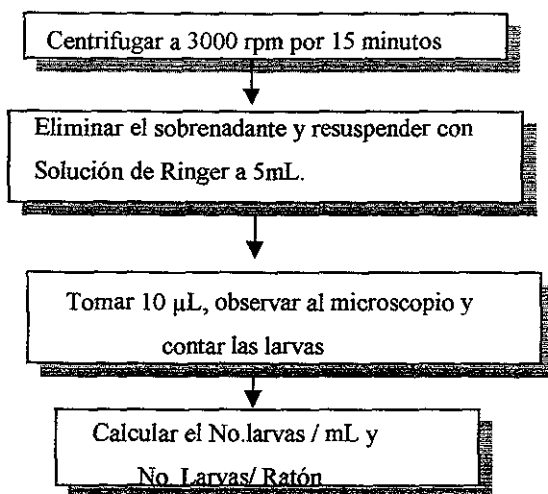 Centrifugar a 3000 rpm por 15 minutos
Eliminar el sobrenadante y resuspender con
Solución de Ringer a 5mL.
Tomar 10 µL, observar al microscopio y
contar las larvas
Calcular el No.larvas / mL y
No. Larvas/ Ratón